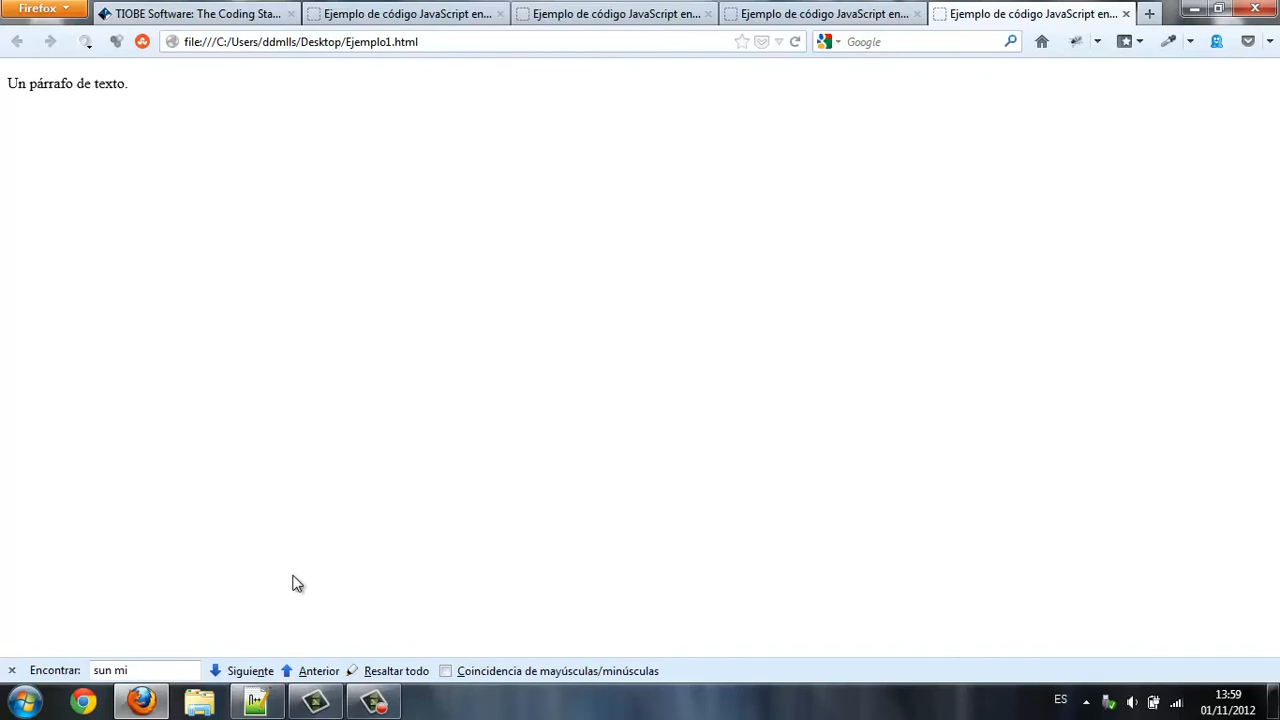 Firefox
TIOBE Software: The Coding Sta...
Ejemplo de código JavaScript en...
Ejemplo de código JavaScript en...
Ejemplo de código JavaScript en...
Ejemplo de código JavaScript en...
file:///C:/Users/ddmlls/Desktop/Ejemplo1.html
Google
Un párrafo de texto.
Encontrar: sun mi Siguiente Anterior Resaltar todo Coincidencia de mayúsculas/minúsculas
ES
13:59
01/11/2012